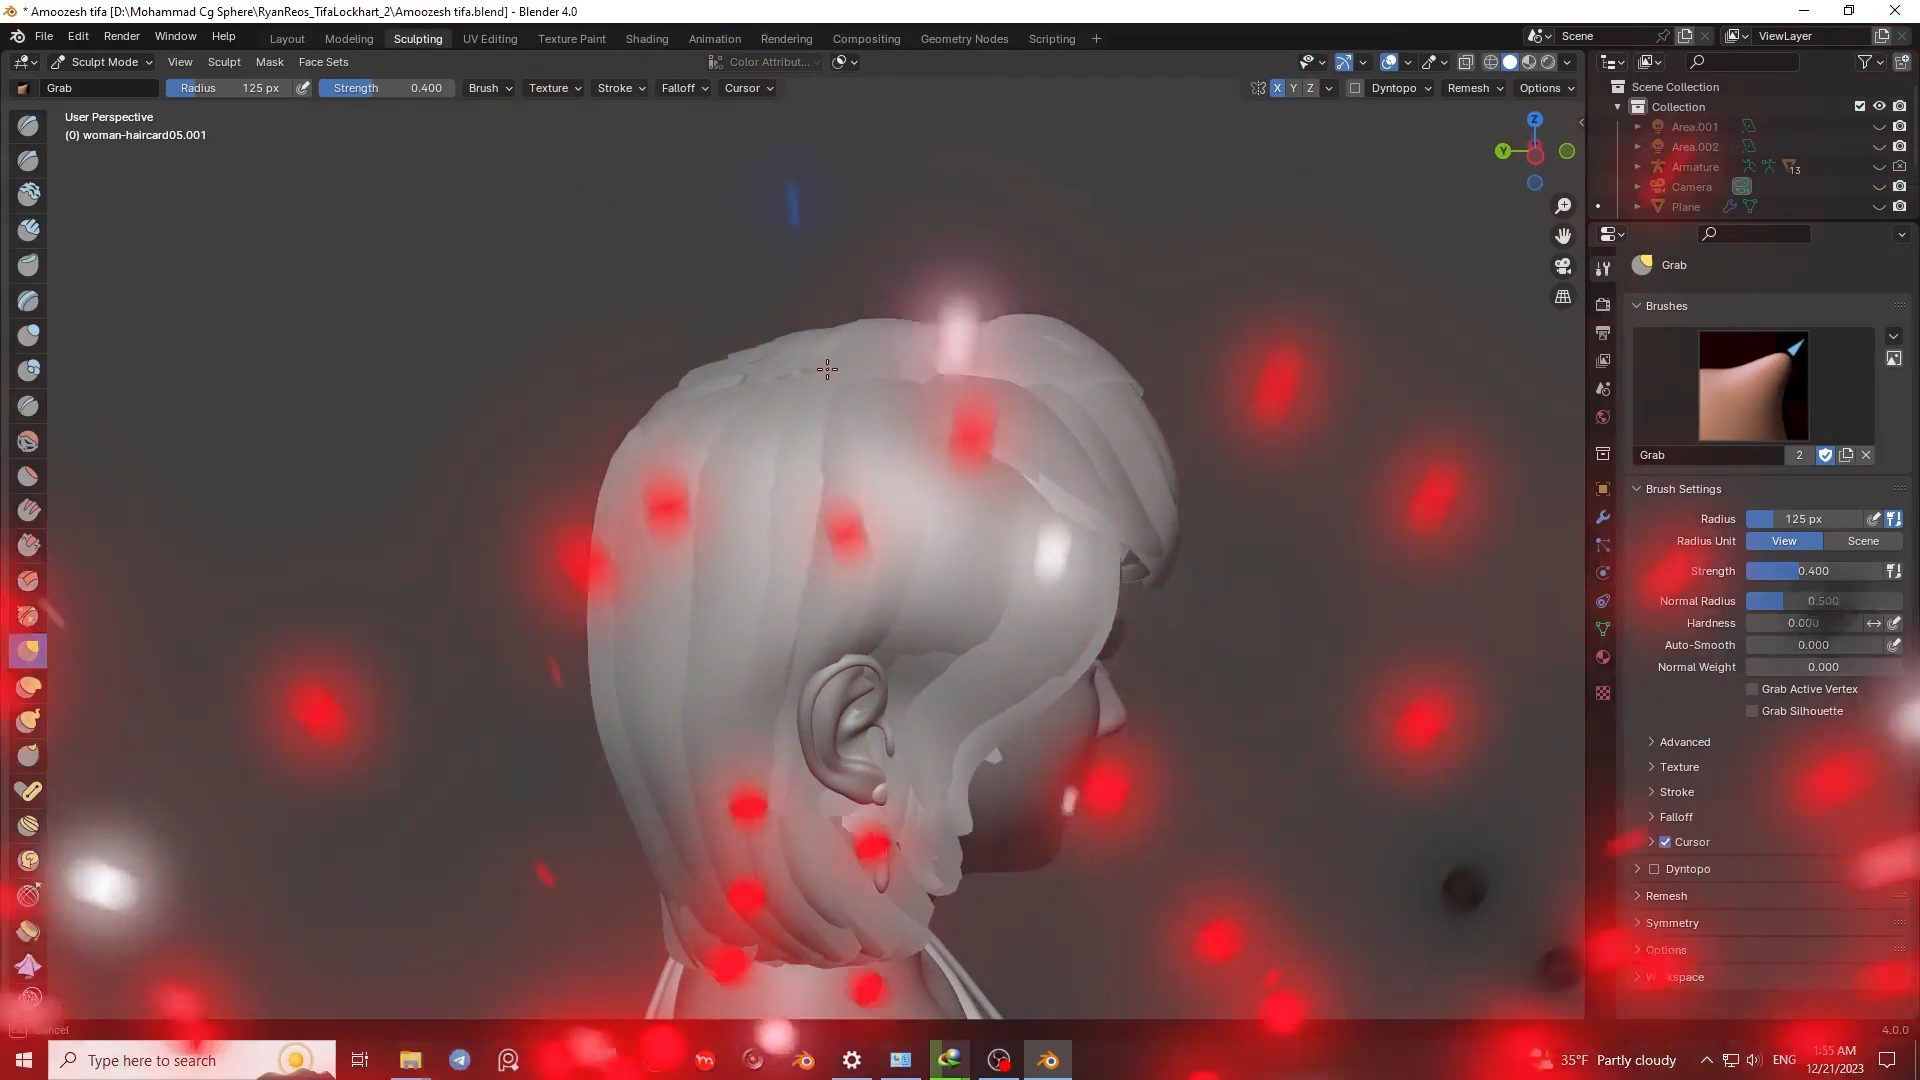 * Amoozesh tifa [D:\Mohammad Cg Sphere\RyanReos_TifaLockhart_2\Amoozesh tifa.blend] - Blender 4.0
File Edit Render Window Help Layout Modeling Sculpting UV Editing Texture Paint Shading Animation Rendering Compositing Geometry Nodes Scripting + Scene ViewLayer
Sculpt Mode View Sculpt Mask Face Sets Color Attribut...
Grab Radius 125 px Strength 0.400 Brush Texture Stroke Falloff Cursor X Y Z Dyntopo Remesh Options
User Perspective
(0) woman-haircard05.001
Z
Y
Scene Collection
Collection
Area.001
Area.002
Armature 13
Camera
Plane
Grab
Brushes
Grab 2
Brush Settings
Radius 125 px
Radius Unit View Scene
Strength 0.400
Normal Radius 0.500
Hardness 0.000
Auto-Smooth 0.000
Normal Weight 0.000
Grab Active Vertex
Grab Silhouette
Advanced
Texture
Stroke
Falloff
Cursor
Dyntopo
Remesh
Symmetry
Options
Workspace
Cancel
4.0.0
Type here to search
35°F Partly cloudy
ENG
1:55 AM
12/21/2023